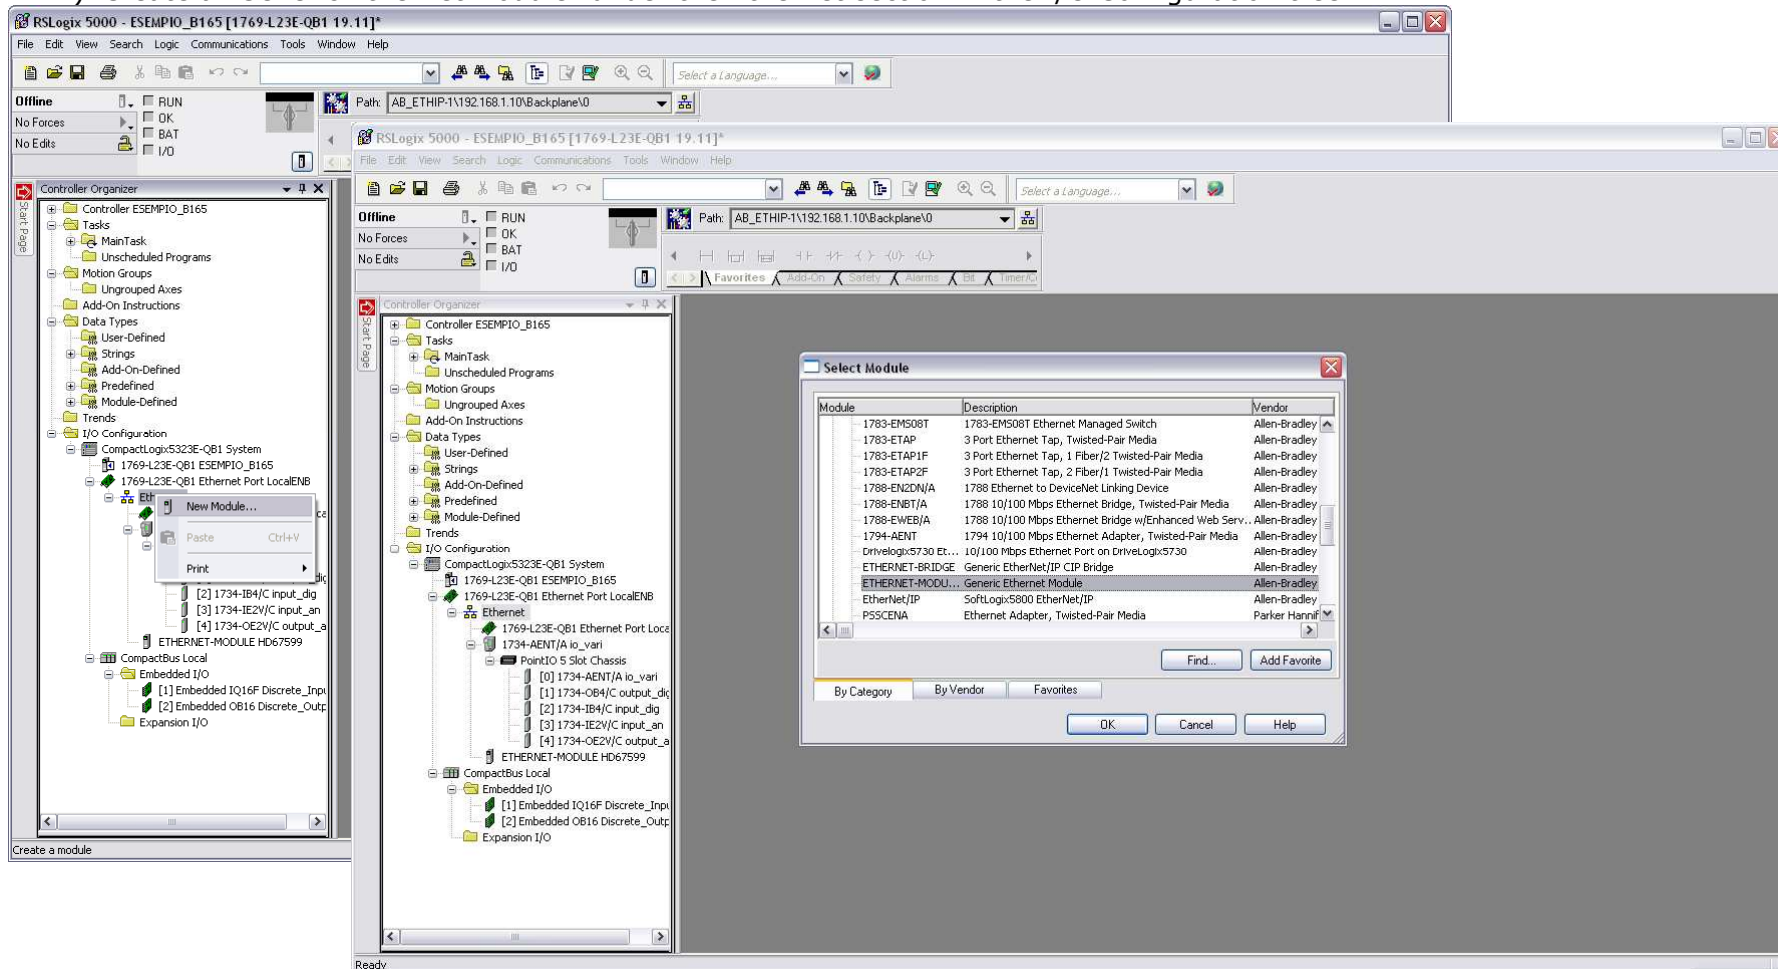 RSLogix 5000 - ESEMPIO_B165 [1769-L23E-QB1 19.11]*
File Edit View Search Logic Communications Tools Window Help
Select a Language...
Offline
RUN
No Forces
OK
No Edits
BAT
I/O
Path: AB_ETHIP-1\192.168.1.10\Backplane\0
Start Page
Controller Organizer
Controller ESEMPIO_B165
Tasks
MainTask
Unscheduled Programs
Motion Groups
Ungrouped Axes
Add-On Instructions
Data Types
User-Defined
Strings
Add-On-Defined
Predefined
Module-Defined
Trends
I/O Configuration
CompactLogix5323E-QB1 System
1769-L23E-QB1 ESEMPIO_B165
1769-L23E-QB1 Ethernet Port LocalENB
Eth
New Module...
Paste Ctrl+V
Print
[2] 1734-IB4/C input_dig
[3] 1734-IE2V/C input_an
[4] 1734-OE2V/C output_a
ETHERNET-MODULE HD67599
CompactBus Local
Embedded I/O
[1] Embedded IQ16F Discrete_Inpu
[2] Embedded OB16 Discrete_Outp
Expansion I/O
Create a module
RSLogix 5000 - ESEMPIO_B165 [1769-L23E-QB1 19.11]*
File Edit View Search Logic Communications Tools Window Help
Select a Language...
Offline
RUN
No Forces
OK
No Edits
BAT
I/O
Path: AB_ETHIP-1\192.168.1.10\Backplane\0
Favorites Add-On Safety Alarms Bit Timer/C
Start Page
Controller Organizer
Controller ESEMPIO_B165
Tasks
MainTask
Unscheduled Programs
Motion Groups
Ungrouped Axes
Add-On Instructions
Data Types
User-Defined
Strings
Add-On-Defined
Predefined
Module-Defined
Trends
I/O Configuration
CompactLogix5323E-QB1 System
1769-L23E-QB1 ESEMPIO_B165
1769-L23E-QB1 Ethernet Port LocalENB
Ethernet
1769-L23E-QB1 Ethernet Port Loca
1734-AENT/A io_vari
PointIO 5 Slot Chassis
[0] 1734-AENT/A io_vari
[1] 1734-OB4/C output_dig
[2] 1734-IB4/C input_dig
[3] 1734-IE2V/C input_an
[4] 1734-OE2V/C output_a
ETHERNET-MODULE HD67599
CompactBus Local
Embedded I/O
[1] Embedded IQ16F Discrete_Inpu
[2] Embedded OB16 Discrete_Outp
Expansion I/O
Ready
Select Module
Module Description Vendor
1783-EMS08T 1783-EMS08T Ethernet Managed Switch Allen-Bradley
1783-ETAP 3 Port Ethernet Tap, Twisted-Pair Media Allen-Bradley
1783-ETAP1F 3 Port Ethernet Tap, 1 Fiber/2 Twisted-Pair Media Allen-Bradley
1783-ETAP2F 3 Port Ethernet Tap, 2 Fiber/1 Twisted-Pair Media Allen-Bradley
1788-EN2DN/A 1788 Ethernet to DeviceNet Linking Device Allen-Bradley
1788-ENBT/A 1788 10/100 Mbps Ethernet Bridge, Twisted-Pair Media Allen-Bradley
1788-EWEB/A 1788 10/100 Mbps Ethernet Bridge w/Enhanced Web Serv... Allen-Bradley
1794-AENT 1794 10/100 Mbps Ethernet Adapter, Twisted-Pair Media Allen-Bradley
DriveLogix5730 Et... 10/100 Mbps Ethernet Port on DriveLogix5730 Allen-Bradley
ETHERNET-BRIDGE Generic EtherNet/IP CIP Bridge Allen-Bradley
ETHERNET-MODU... Generic Ethernet Module Allen-Bradley
EtherNet/IP SoftLogix5800 EtherNet/IP Allen-Bradley
PSSCENA Ethernet Adapter, Twisted-Pair Media Parker Hannif
Find... Add Favorite
By Category By Vendor Favorites
OK Cancel Help